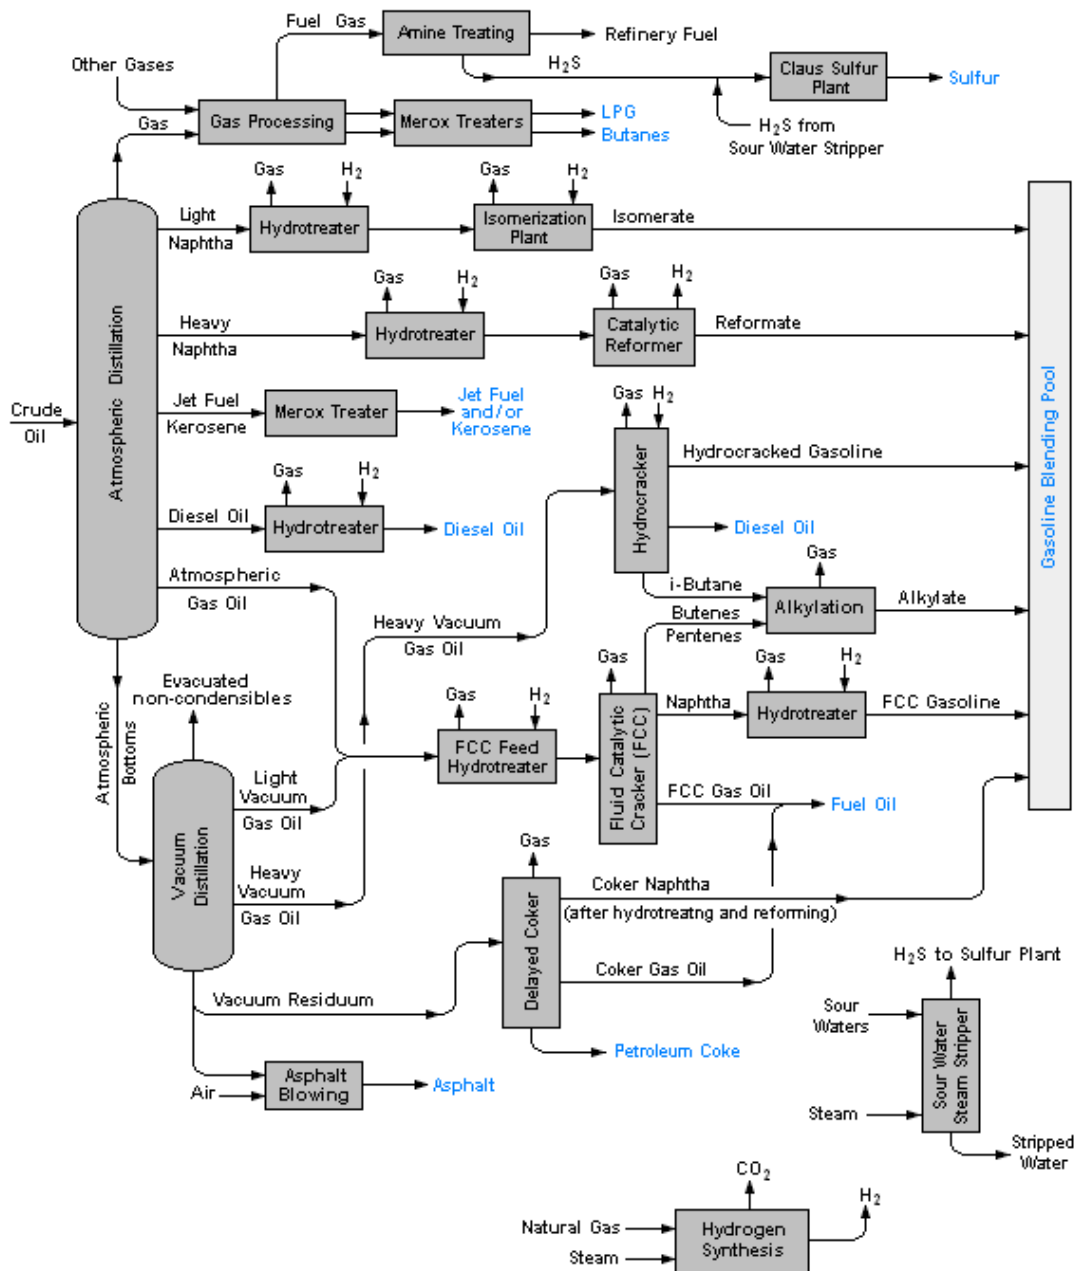 Fuel Gas
Amine Treating
Refinery Fuel
Other Gases
H2S
Claus Sulfur
Plant
Sulfur
Gas
Gas Processing
Merox Treaters
LPG
Butanes
H2S from
Sour Water Stripper
Gas
H2
Light
Naphtha
Hydrotreater
Gas
H2
Isomerization
Plant
Isomerate
Gas
H2
Heavy
Naphtha
Hydrotreater
Gas
H2
Catalytic
Reformer
Reformate
Crude
Oil
Atmospheric Distillation
Jet Fuel
Kerosene
Merox Treater
Jet Fuel
and/or
Kerosene
Gas
H2
Hydrocracker
Hydrocracked Gasoline
Diesel Oil
Gasoline Blending Pool
Gas
H2
Diesel Oil
Hydrotreater
Diesel Oil
Atmospheric
Gas Oil
i-Butane
Butenes
Pentenes
Gas
Alkylation
Alkylate
Heavy Vacuum
Gas Oil
Evacuated
non-condensibles
Atmospheric
Bottoms
Gas
H2
FCC Feed
Hydrotreater
Gas
Fluid Catalytic
Cracker (FCC)
Naphtha
Gas
H2
Hydrotreater
FCC Gasoline
FCC Gas Oil
Fuel Oil
Vacuum
Distillation
Light
Vacuum
Gas Oil
Heavy
Vacuum
Gas Oil
Gas
Delayed Coker
Coker Naphtha
(after hydrotreatng and reforming)
Coker Gas Oil
Petroleum Coke
Vacuum Residuum
Air
Asphalt
Blowing
Asphalt
H2S to Sulfur Plant
Sour
Waters
Sour Water
Steam Stripper
Steam
Stripped
Water
CO2
H2
Natural Gas
Steam
Hydrogen
Synthesis